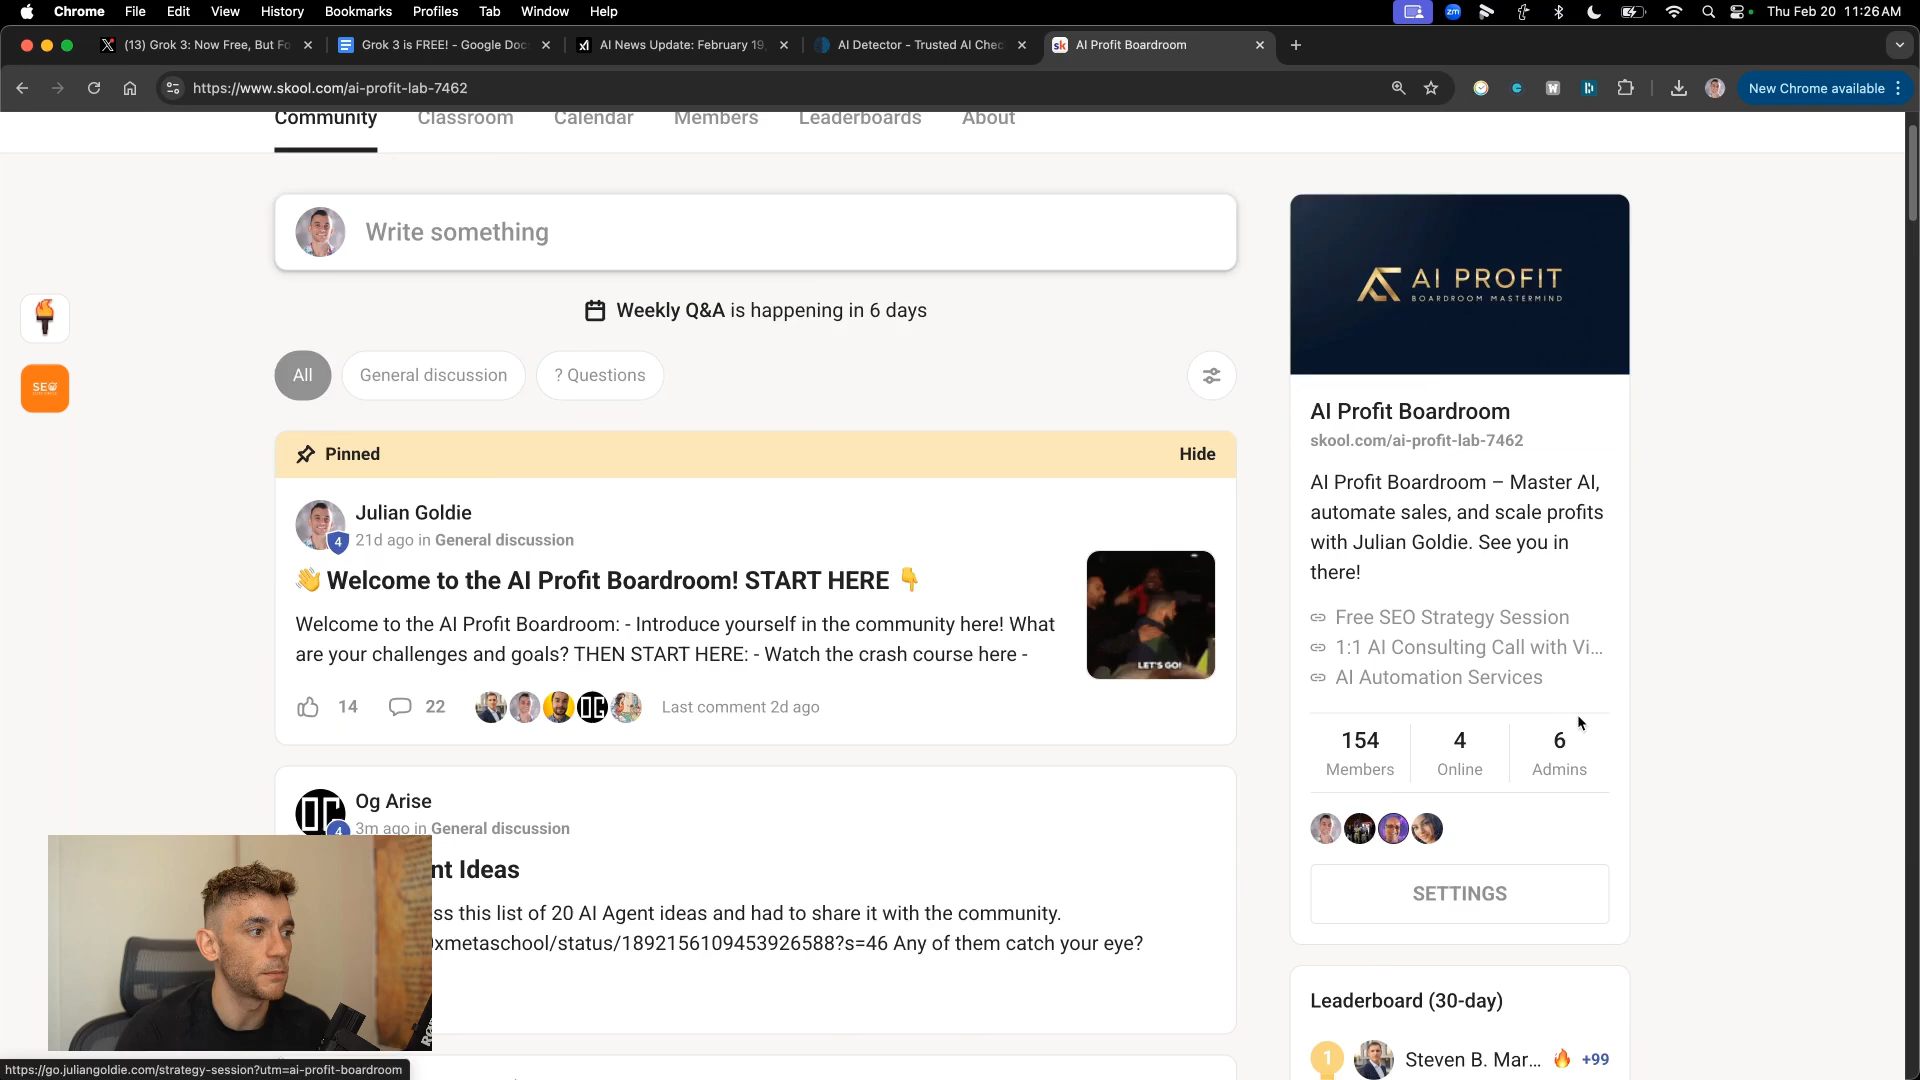 Chrome File Edit View History Bookmarks Profiles Tab Window Help zm Thu Feb 20 11:26 AM
(13) Grok 3: Now Free, But Fo Grok 3 is FREE! - Google Doc AI News Update: February 19, AI Detector - Trusted AI Chec sk AI Profit Boardroom
https://www.skool.com/ai-profit-lab-7462 New Chrome available
Community Classroom Calendar Members Leaderboards About
Write something
Weekly Q&A is happening in 6 days
All General discussion ? Questions
SEO
Pinned Hide
Julian Goldie
4 21d ago in General discussion
👋 Welcome to the AI Profit Boardroom! START HERE 👇
Welcome to the AI Profit Boardroom: - Introduce yourself in the community here! What
are your challenges and goals? THEN START HERE: - Watch the crash course here -
LET'S GO!
14 22 Last comment 2d ago
Og Arise
4 3m ago in General discussion
nt Ideas
ss this list of 20 AI Agent ideas and had to share it with the community.
xmetaschool/status/1892156109453926588?s=46 Any of them catch your eye?
AI PROFIT
BOARDROOM MASTERMIND
AI Profit Boardroom
skool.com/ai-profit-lab-7462
AI Profit Boardroom – Master AI,
automate sales, and scale profits
with Julian Goldie. See you in
there!
Free SEO Strategy Session
1:1 AI Consulting Call with Vi...
AI Automation Services
154 4 6
Members Online Admins
SETTINGS
Leaderboard (30-day)
1 Steven B. Mar... 🔥 +99
https://go.juliangoldie.com/strategy-session?utm=ai-profit-boardroom